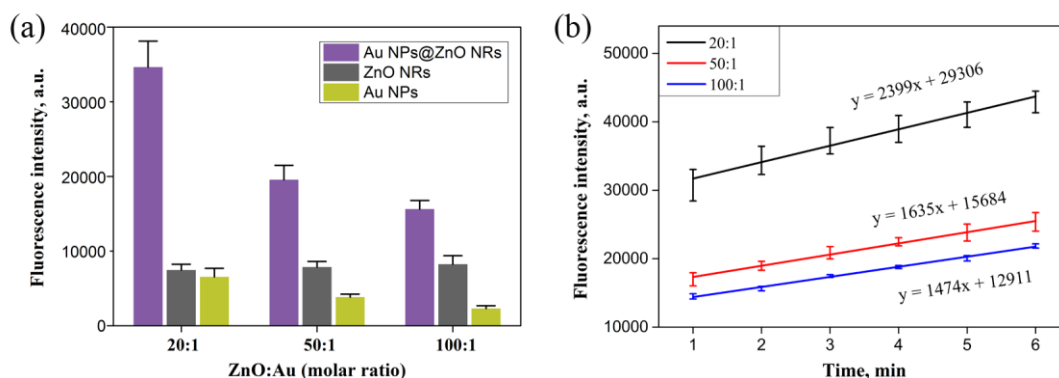 (a)
40000
30000
20000
10000
0
Fluorescence intensity, a.u.
Au NPs@ZnO NRs
ZnO NRs
Au NPs
20:1
50:1
100:1
ZnO:Au (molar ratio)
(b)
50000
40000
30000
20000
10000
Fluorescence intensity, a.u.
20:1
50:1
100:1
y = 2399x + 29306
y = 1635x + 15684
y = 1474x + 12911
1
2
3
4
5
6
Time, min